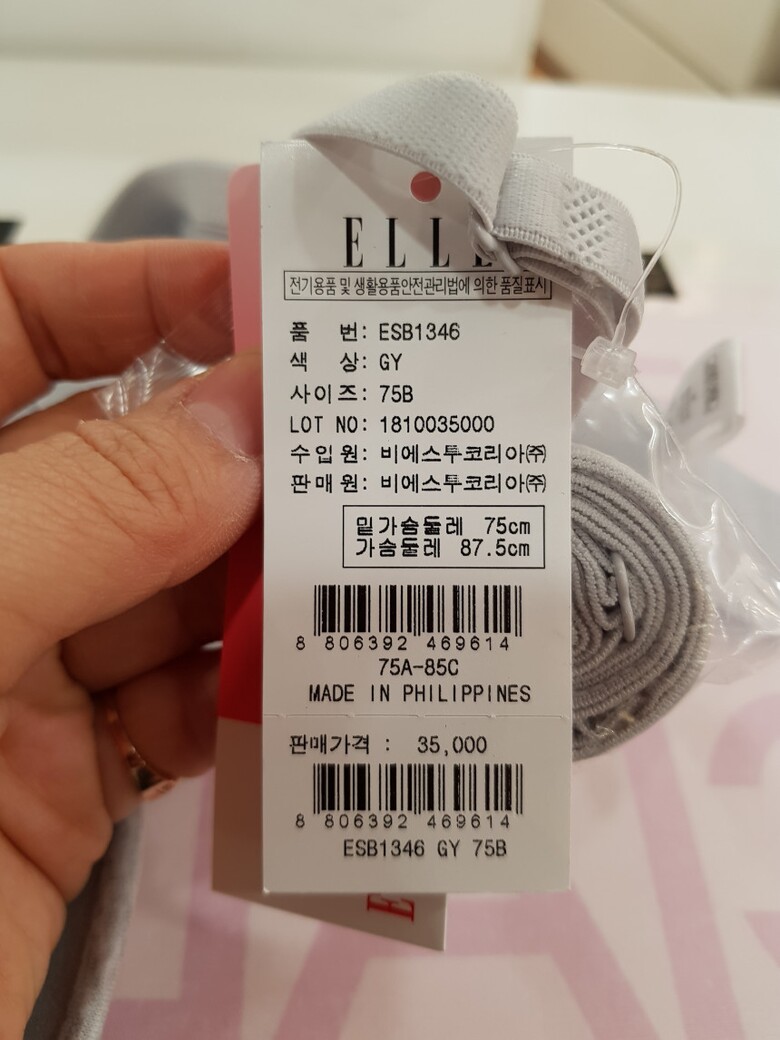 ELLE
전기용품 및 생활용품안전관리법에 의한 품질표시
품 번: ESB1346
색 상: GY
사이즈: 75B
LOT NO: 1810035000
수입원: 비에스투코리아㈜
판매원: 비에스투코리아㈜
밑가슴둘레 75cm
가슴둘레 87.5cm
8 806392 469614
75A-85C
MADE IN PHILIPPINES
판매가격 : 35,000
8 806392 469614
ESB1346 GY 75B
E